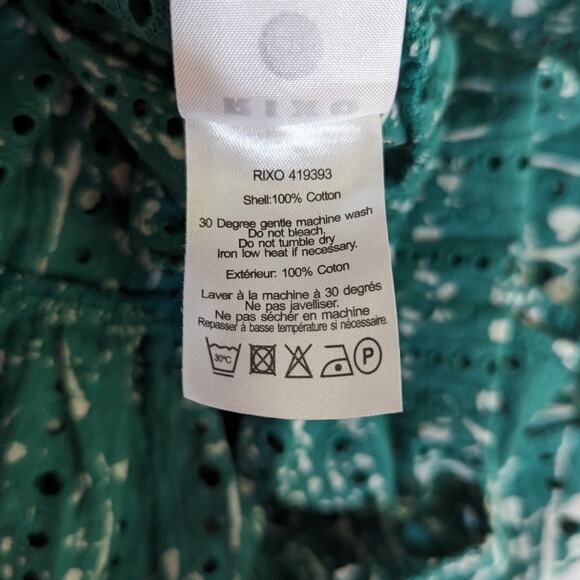 RIXO
RIXO 419393
Shell:100% Cotton
30 Degree gentle machine wash
Do not bleach,
Do not tumble dry
Iron low heat if necessary.
Extérieur: 100% Coton
Laver à la machine à 30 degrés
Ne pas javelliser.
Ne pas sécher en machine
Repasser à basse température si nécessaire.
30°C
P